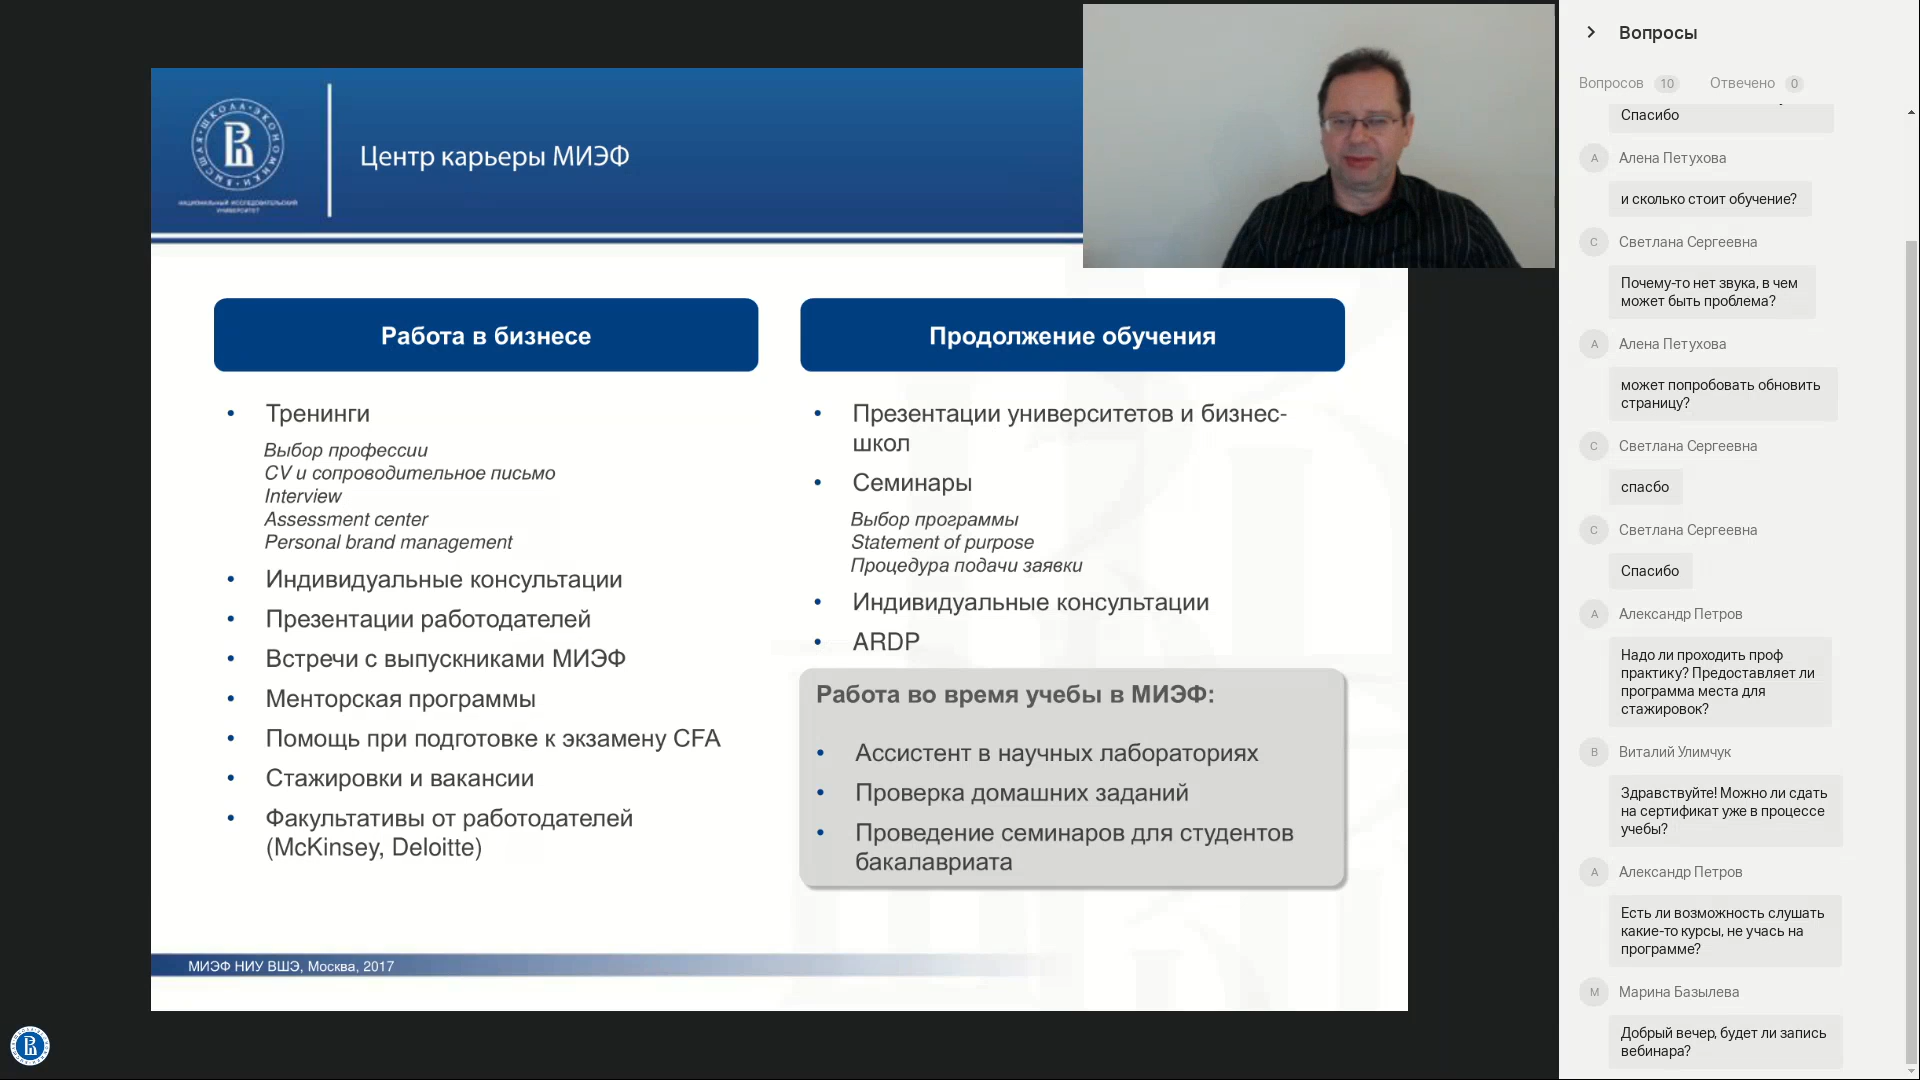 ВЫСШАЯ ШКОЛА ЭКОНОМИКИ
НАЦИОНАЛЬНЫЙ ИССЛЕДОВАТЕЛЬСКИЙ
УНИВЕРСИТЕТ
Центр карьеры МИЭФ
Работа в бизнесе
• Тренинги
Выбор профессии
CV и сопроводительное письмо
Interview
Assessment center
Personal brand management
• Индивидуальные консультации
• Презентации работодателей
• Встречи с выпускниками МИЭФ
• Менторская программы
• Помощь при подготовке к экзамену CFA
• Стажировки и вакансии
• Факультативы от работодателей
(McKinsey, Deloitte)
Продолжение обучения
• Презентации университетов и бизнес-
школ
• Семинары
Выбор программы
Statement of purpose
Процедура подачи заявки
• Индивидуальные консультации
• ARDP
Работа во время учебы в МИЭФ:
• Ассистент в научных лабораториях
• Проверка домашних заданий
• Проведение семинаров для студентов
бакалавриата
МИЭФ НИУ ВШЭ, Москва, 2017
Вопросы
Вопросов 10 Отвечено 0
Спасибо
А Алена Петухова
и сколько стоит обучение?
С Светлана Сергеевна
Почему-то нет звука, в чем
может быть проблема?
А Алена Петухова
может попробовать обновить
страницу?
С Светлана Сергеевна
спасбо
С Светлана Сергеевна
Спасибо
А Александр Петров
Надо ли проходить проф
практику? Предоставляет ли
программа места для
стажировок?
В Виталий Улимчук
Здравствуйте! Можно ли сдать
на сертификат уже в процессе
учебы?
А Александр Петров
Есть ли возможность слушать
какие-то курсы, не учась на
программе?
М Марина Базылева
Добрый вечер, будет ли запись
вебинара?